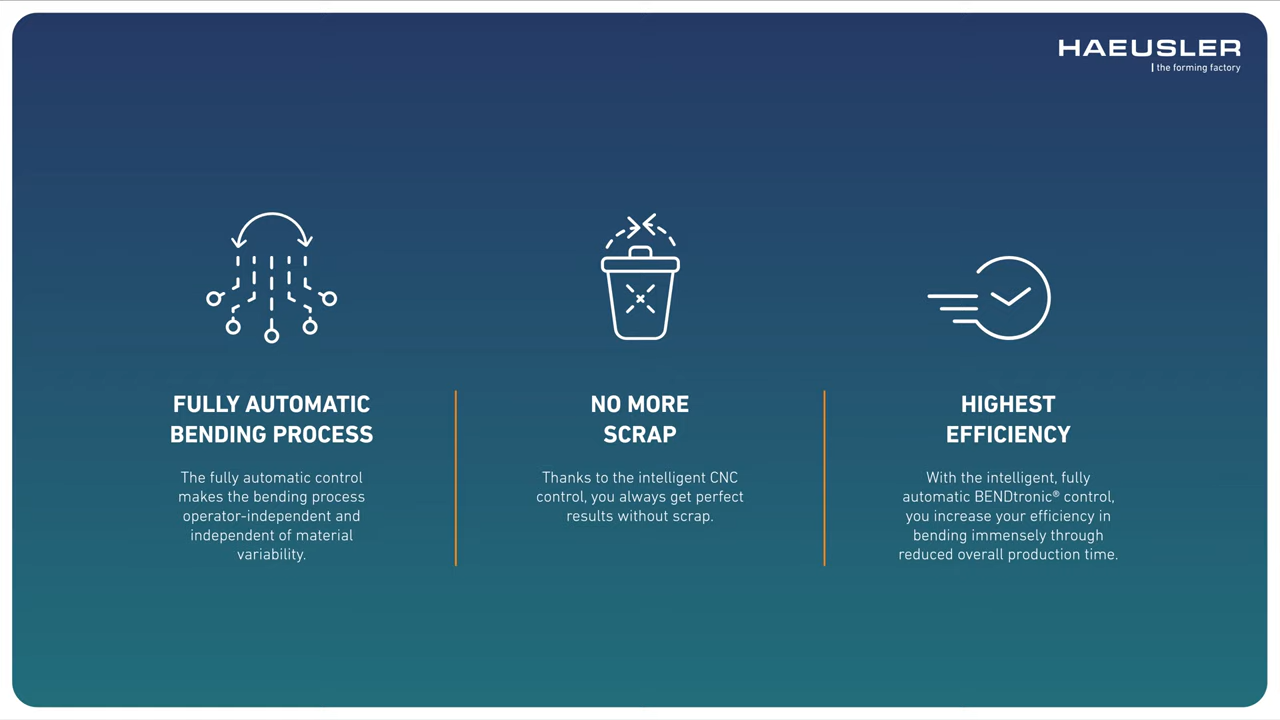 HAEUSLER
| the forming factory
FULLY AUTOMATIC
BENDING PROCESS
The fully automatic control
makes the bending process
operator-independent and
independent of material
variability.
NO MORE
SCRAP
Thanks to the intelligent CNC
control, you always get perfect
results without scrap.
HIGHEST
EFFICIENCY
With the intelligent, fully
automatic BENDtronic® control,
you increase your efficiency in
bending immensely through
reduced overall production time.